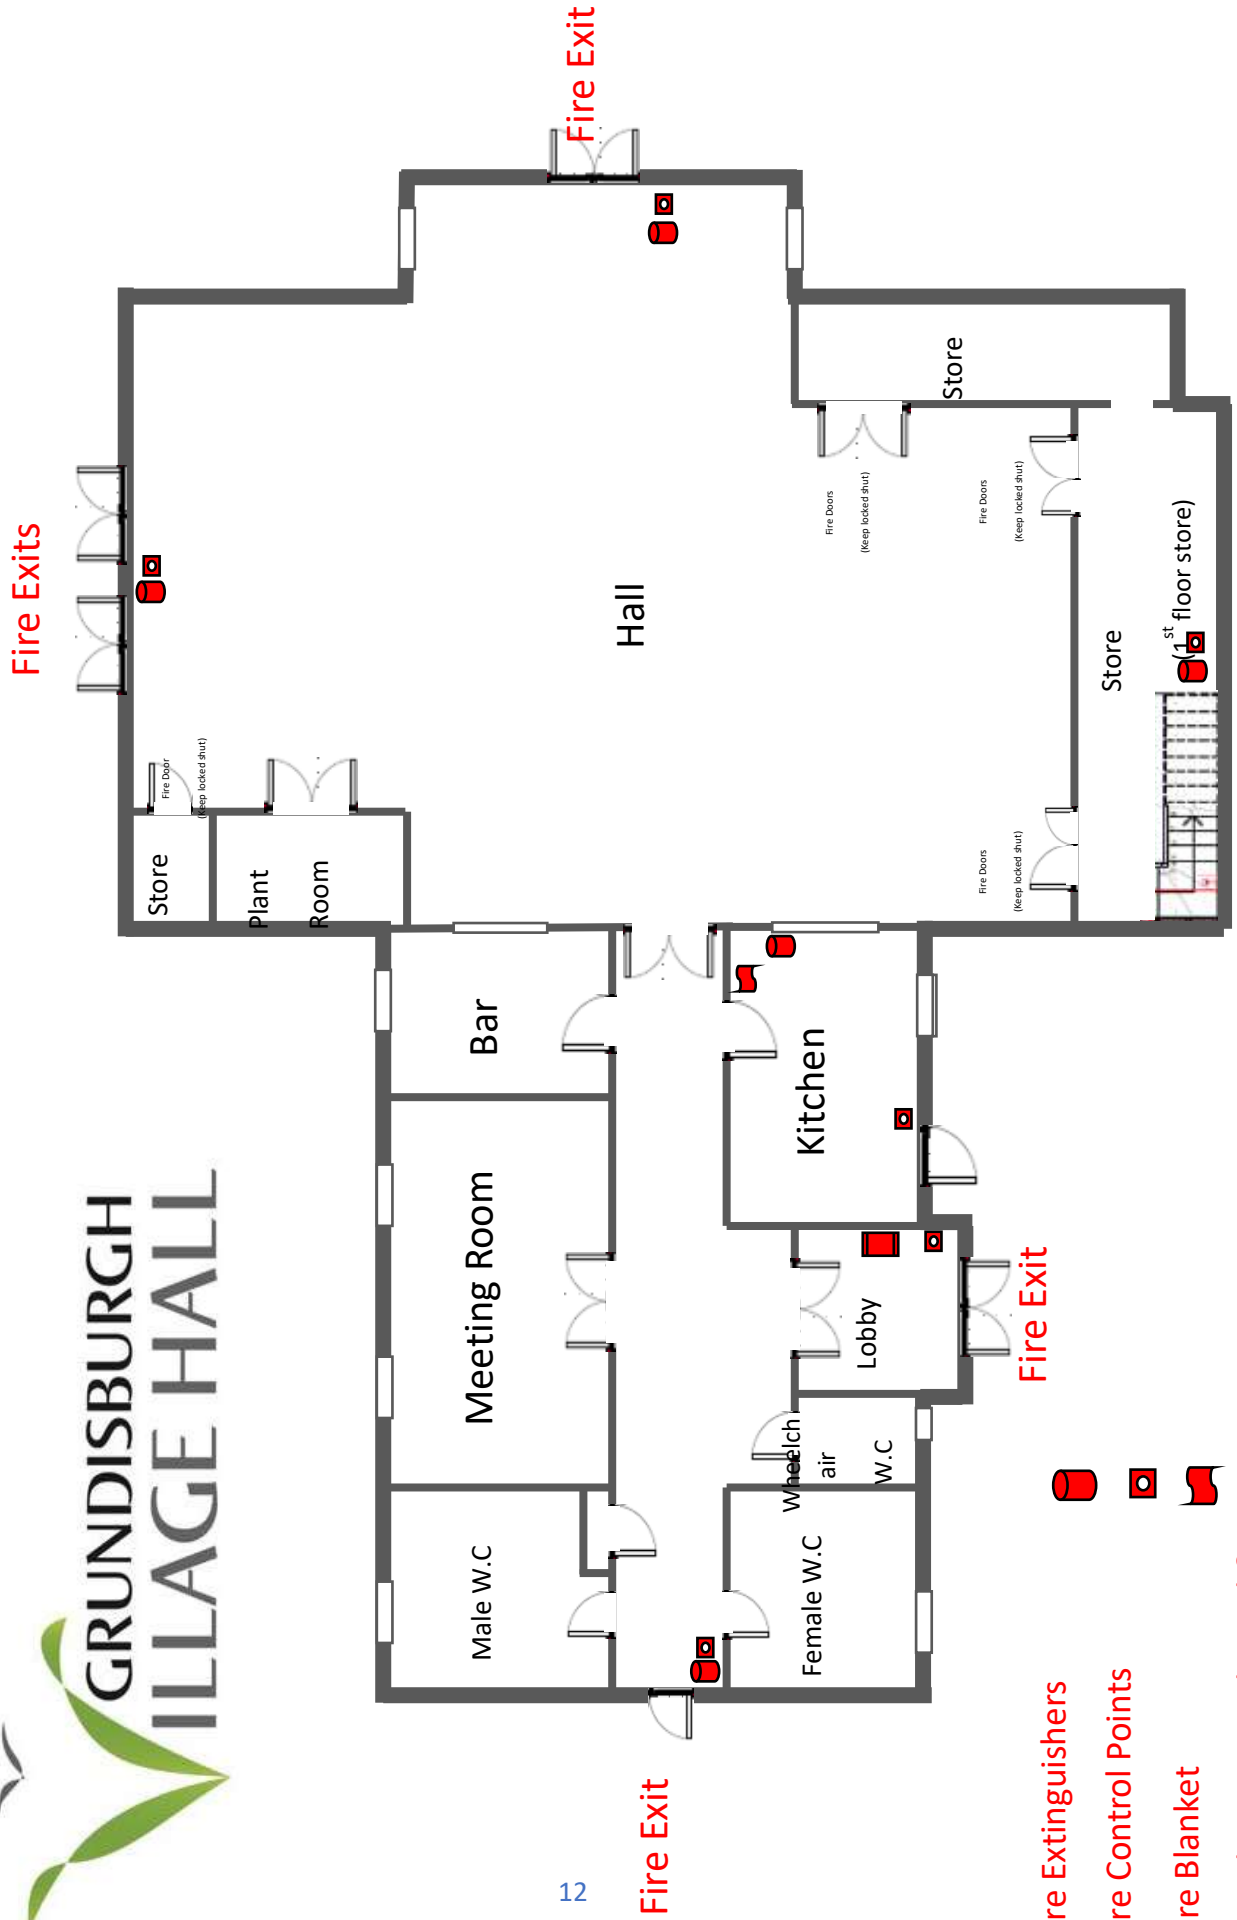 GRUNDISBURGH
ILLAGE HALL
Fire Exits
Fire Exit
Store
Fire Door
(Keep locked shut)
Plant
Room
Hall
Store
Fire Doors
(Keep locked shut)
Fire Doors
(Keep locked shut)
Fire Doors
(Keep locked shut)
Store
(1st floor store)
Bar
Meeting Room
Kitchen
Male W.C
Female W.C
Wheelch
air
W.C
Lobby
Fire Exit
Fire Exit
re Extinguishers
re Control Points
re Blanket
12